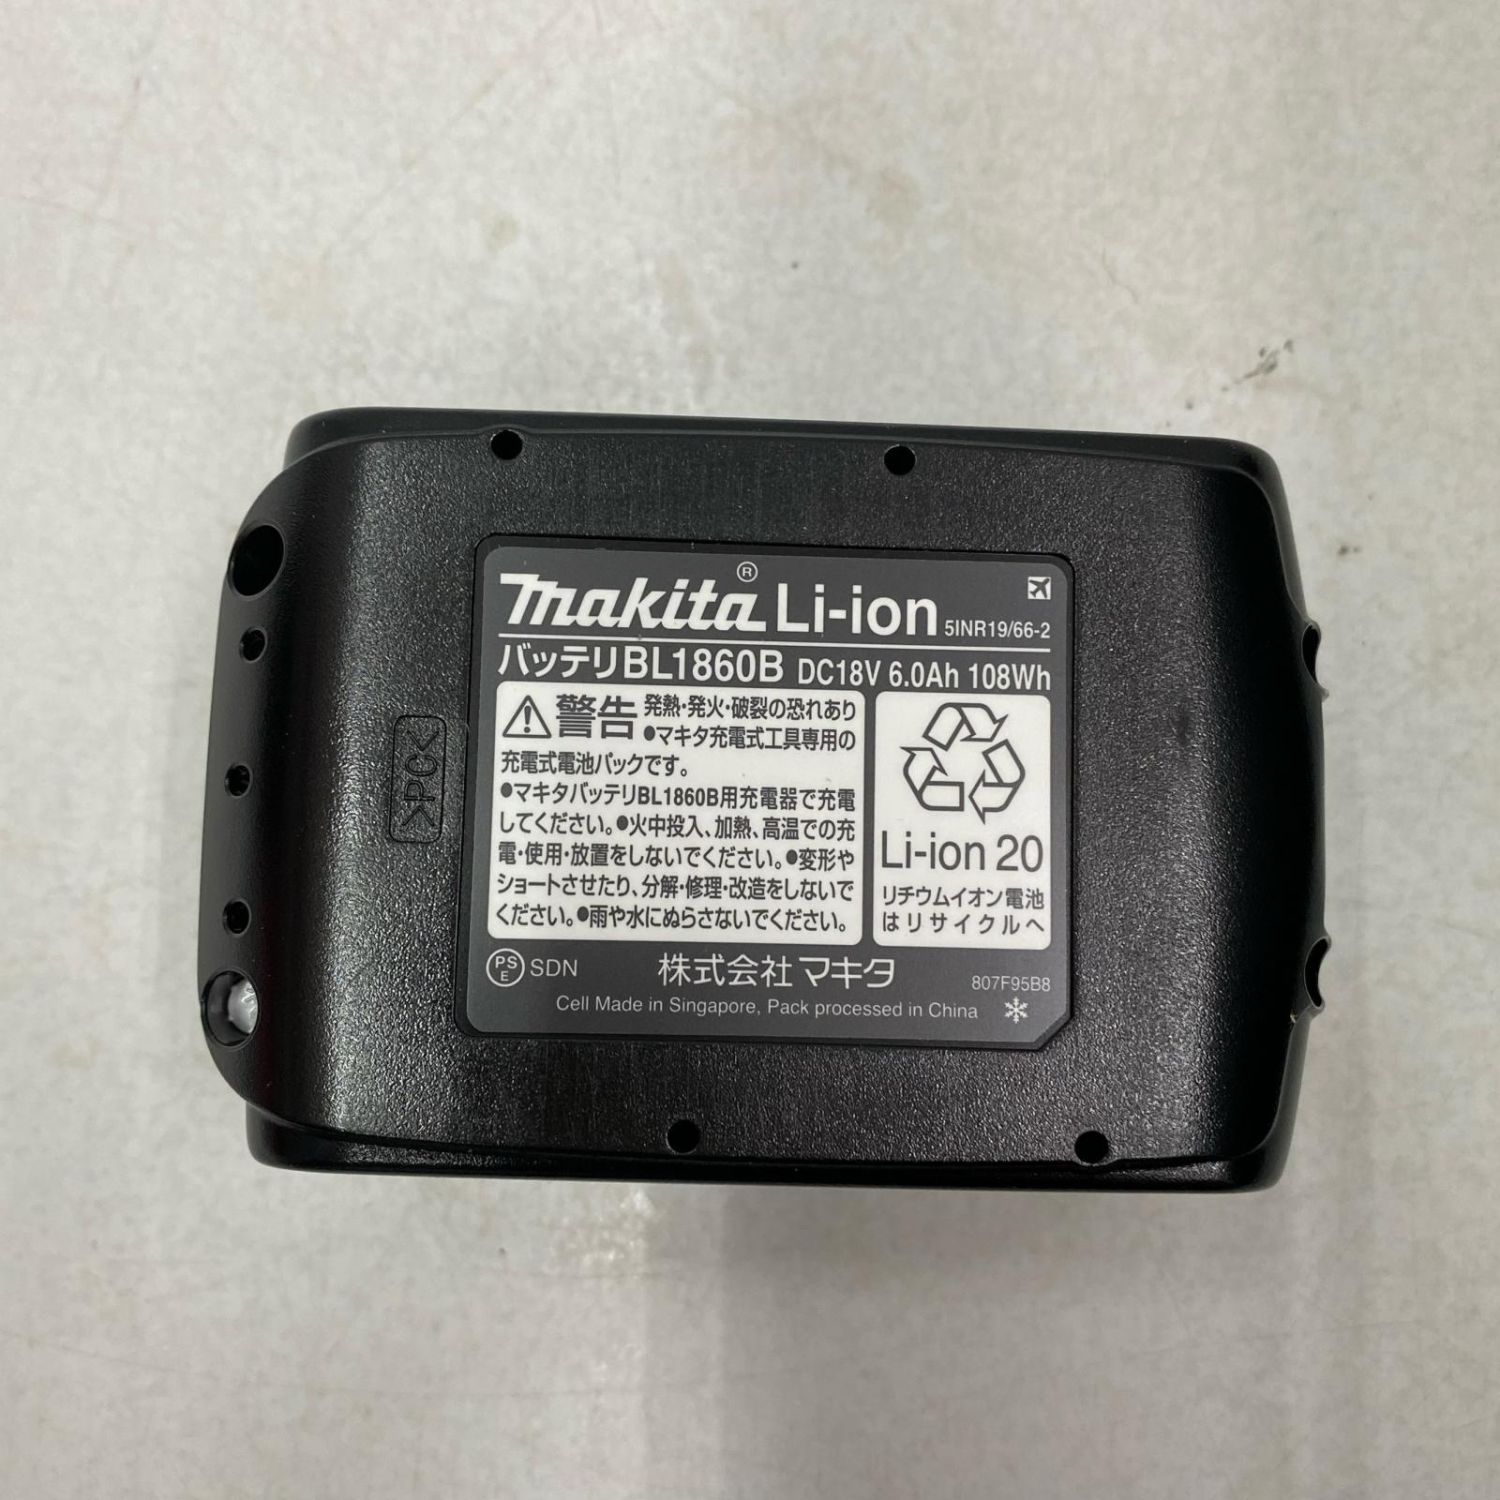 makita® Li-ion 5INR19/66-2
バッテリBL1860B DC18V 6.0Ah 108Wh
警告 発熱・発火・破裂の恐れあり
●マキタ充電式工具専用の
充電式電池パックです。
●マキタバッテリBL1860B用充電器で充電
してください。●火中投入、加熱、高温での充
電・使用・放置をしないでください。●変形や
ショートさせたり、分解・修理・改造をしないで
ください。●雨や水にぬらさないでください。
Li-ion 20
リチウムイオン電池
はリサイクルへ
PS
E SDN
株式会社マキタ
807F95B8
Cell Made in Singapore, Pack processed in China
>PC<